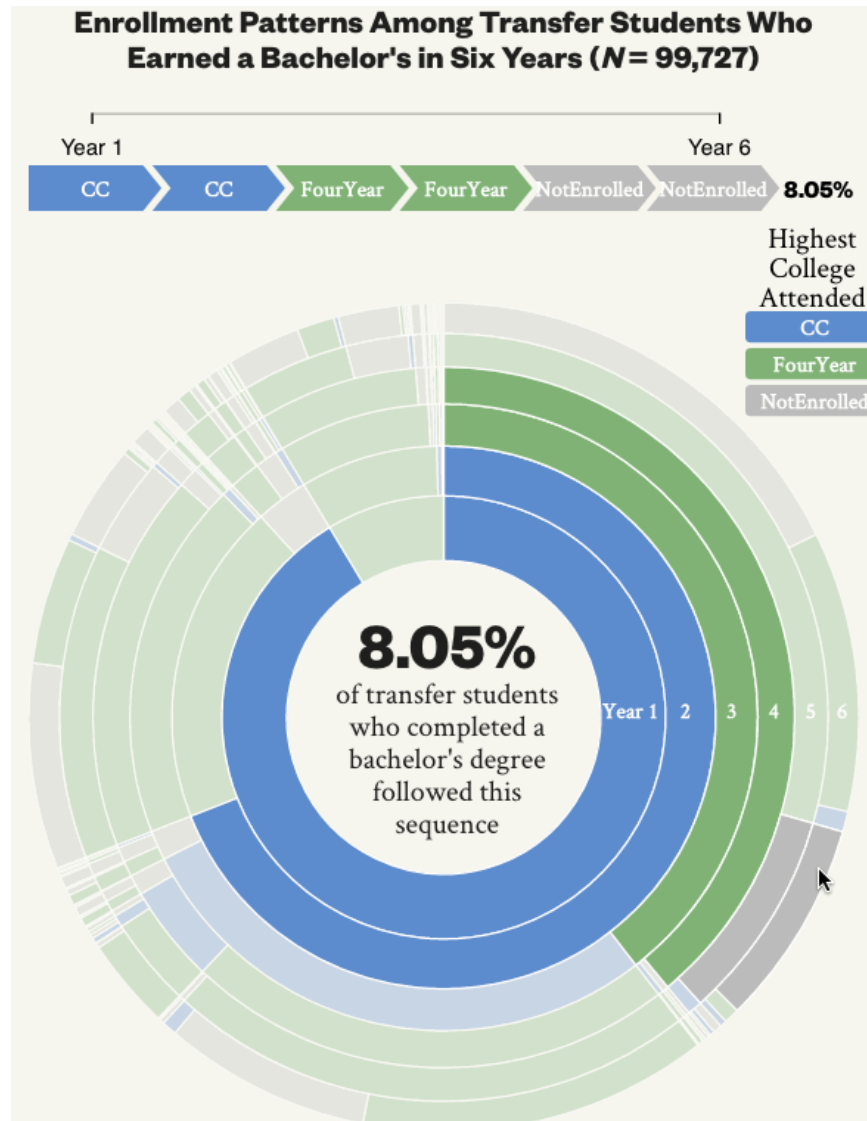 Enrollment Patterns Among Transfer Students Who
Earned a Bachelor's in Six Years (N = 99,727)
Year 1
Year 6
CC
CC
FourYear
FourYear
NotEnrolled
NotEnrolled
8.05%
Highest
College
Attended
CC
FourYear
NotEnrolled
8.05%
of transfer students
who completed a
bachelor's degree
followed this
sequence
Year 1
2
3
4
5
6